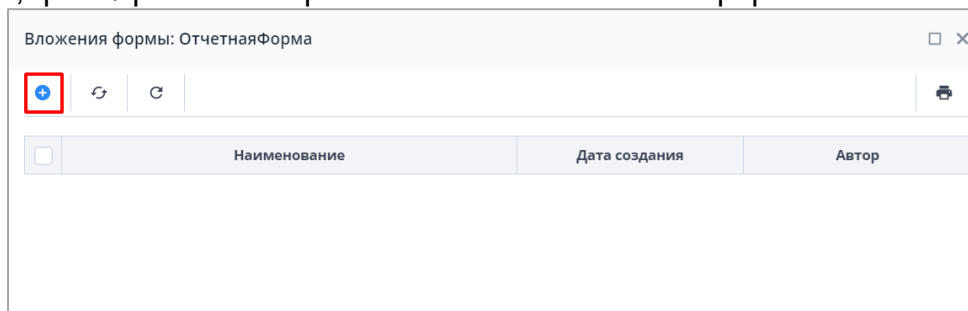 Вложения формы: ОтчетнаяФорма
Наименование Дата создания Автор